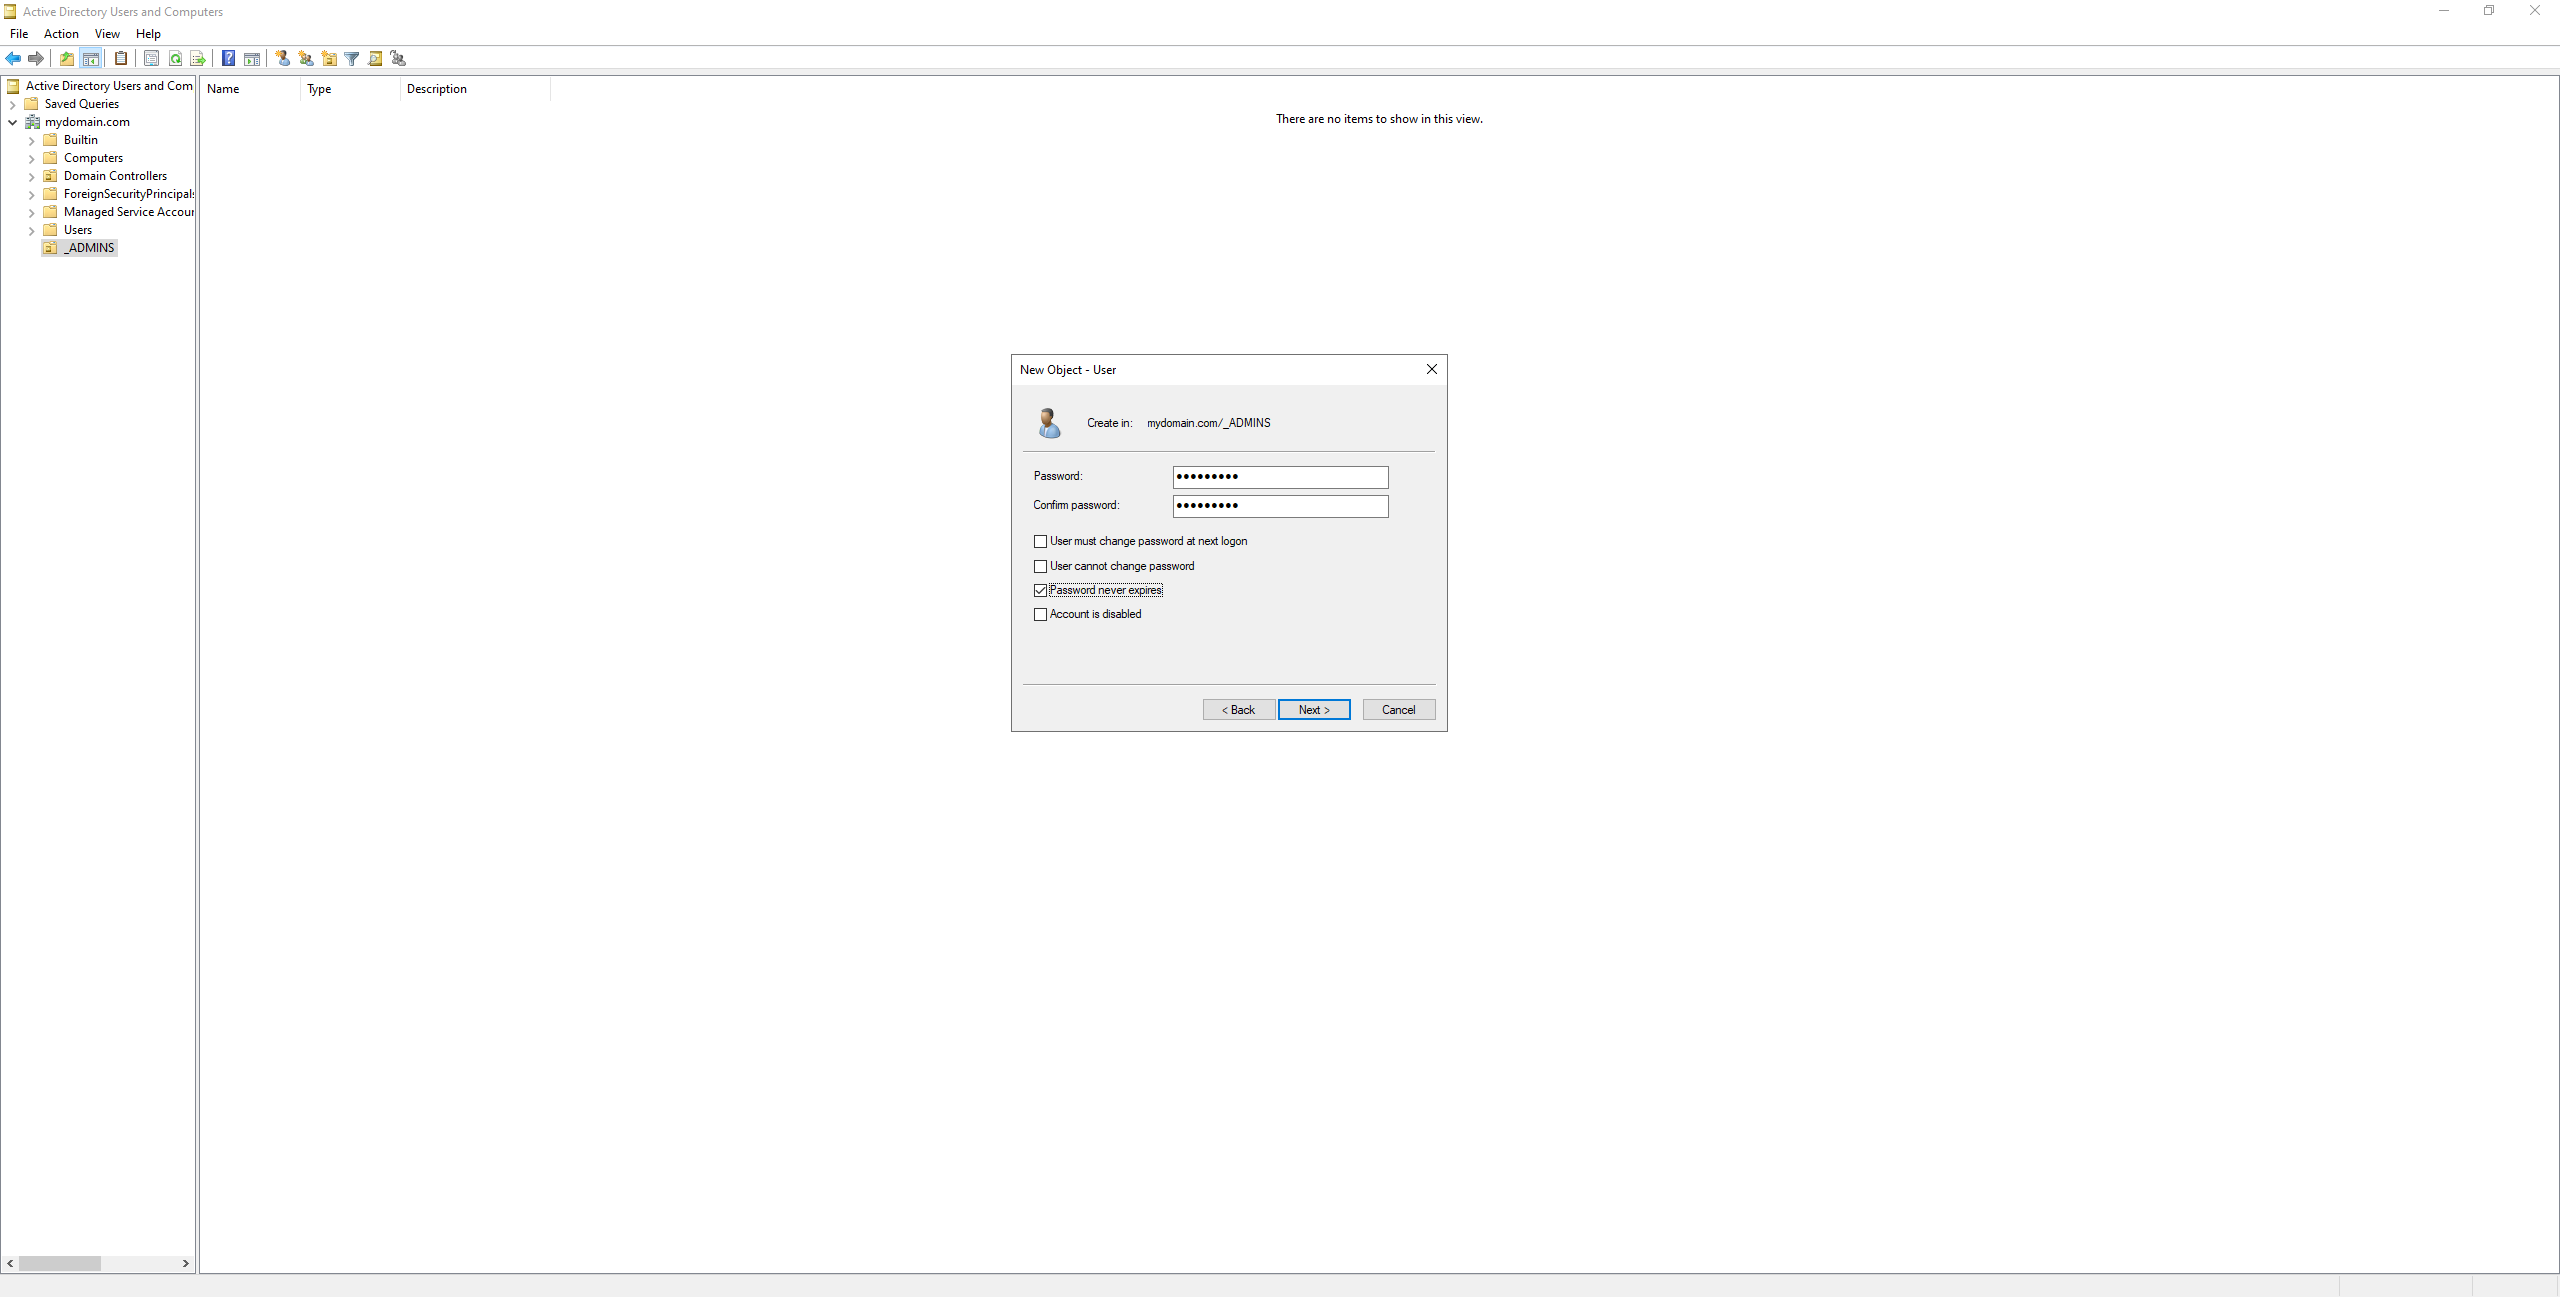 Active Directory Users and Computers
File Action View Help
Active Directory Users and Com
Saved Queries
mydomain.com
Builtin
Computers
Domain Controllers
ForeignSecurityPrincipals
Managed Service Accour
Users
_ADMINS
Name Type Description
There are no items to show in this view.
New Object - User
Create in: mydomain.com/_ADMINS
Password: •••••••••
Confirm password: •••••••••
User must change password at next logon
User cannot change password
Password never expires
Account is disabled
< Back Next > Cancel